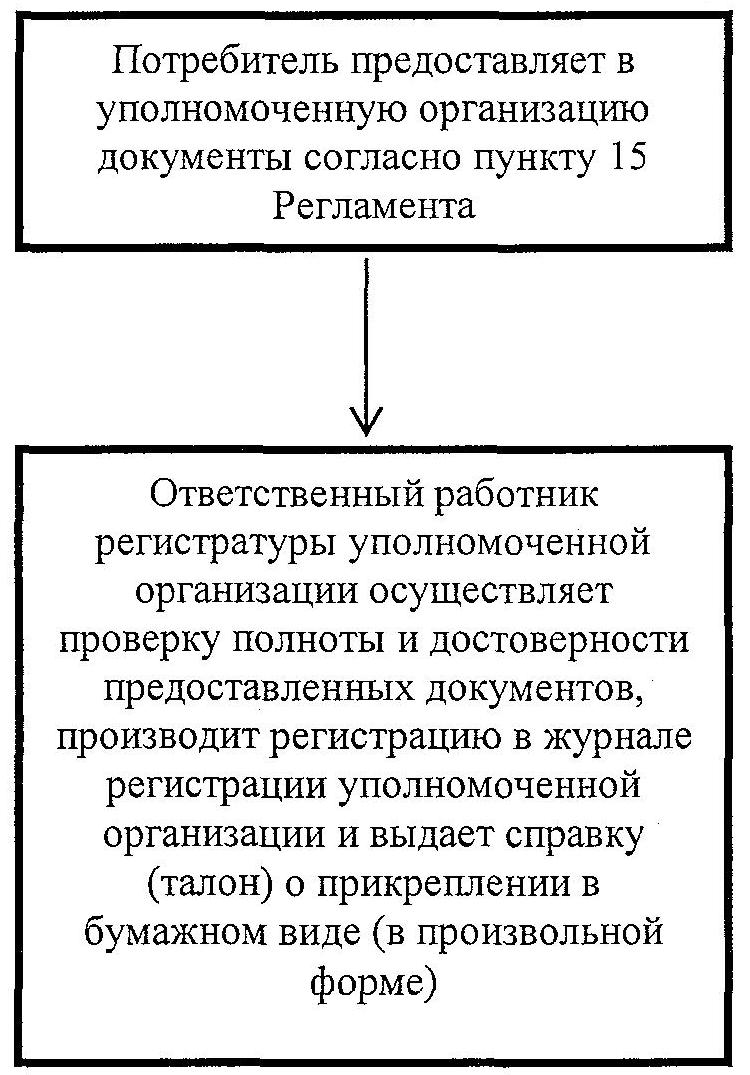 Потребитель предоставляет в
уполномоченную организацию
документы согласно пункту 15
Регламента
Ответственный работник
регистратуры уполномоченной
организации осуществляет
проверку полноты и достоверности
предоставленных документов,
производит регистрацию в журнале
регистрации уполномоченной
организации и выдает справку
(талон) о прикреплении в
бумажном виде (в произвольной
форме)